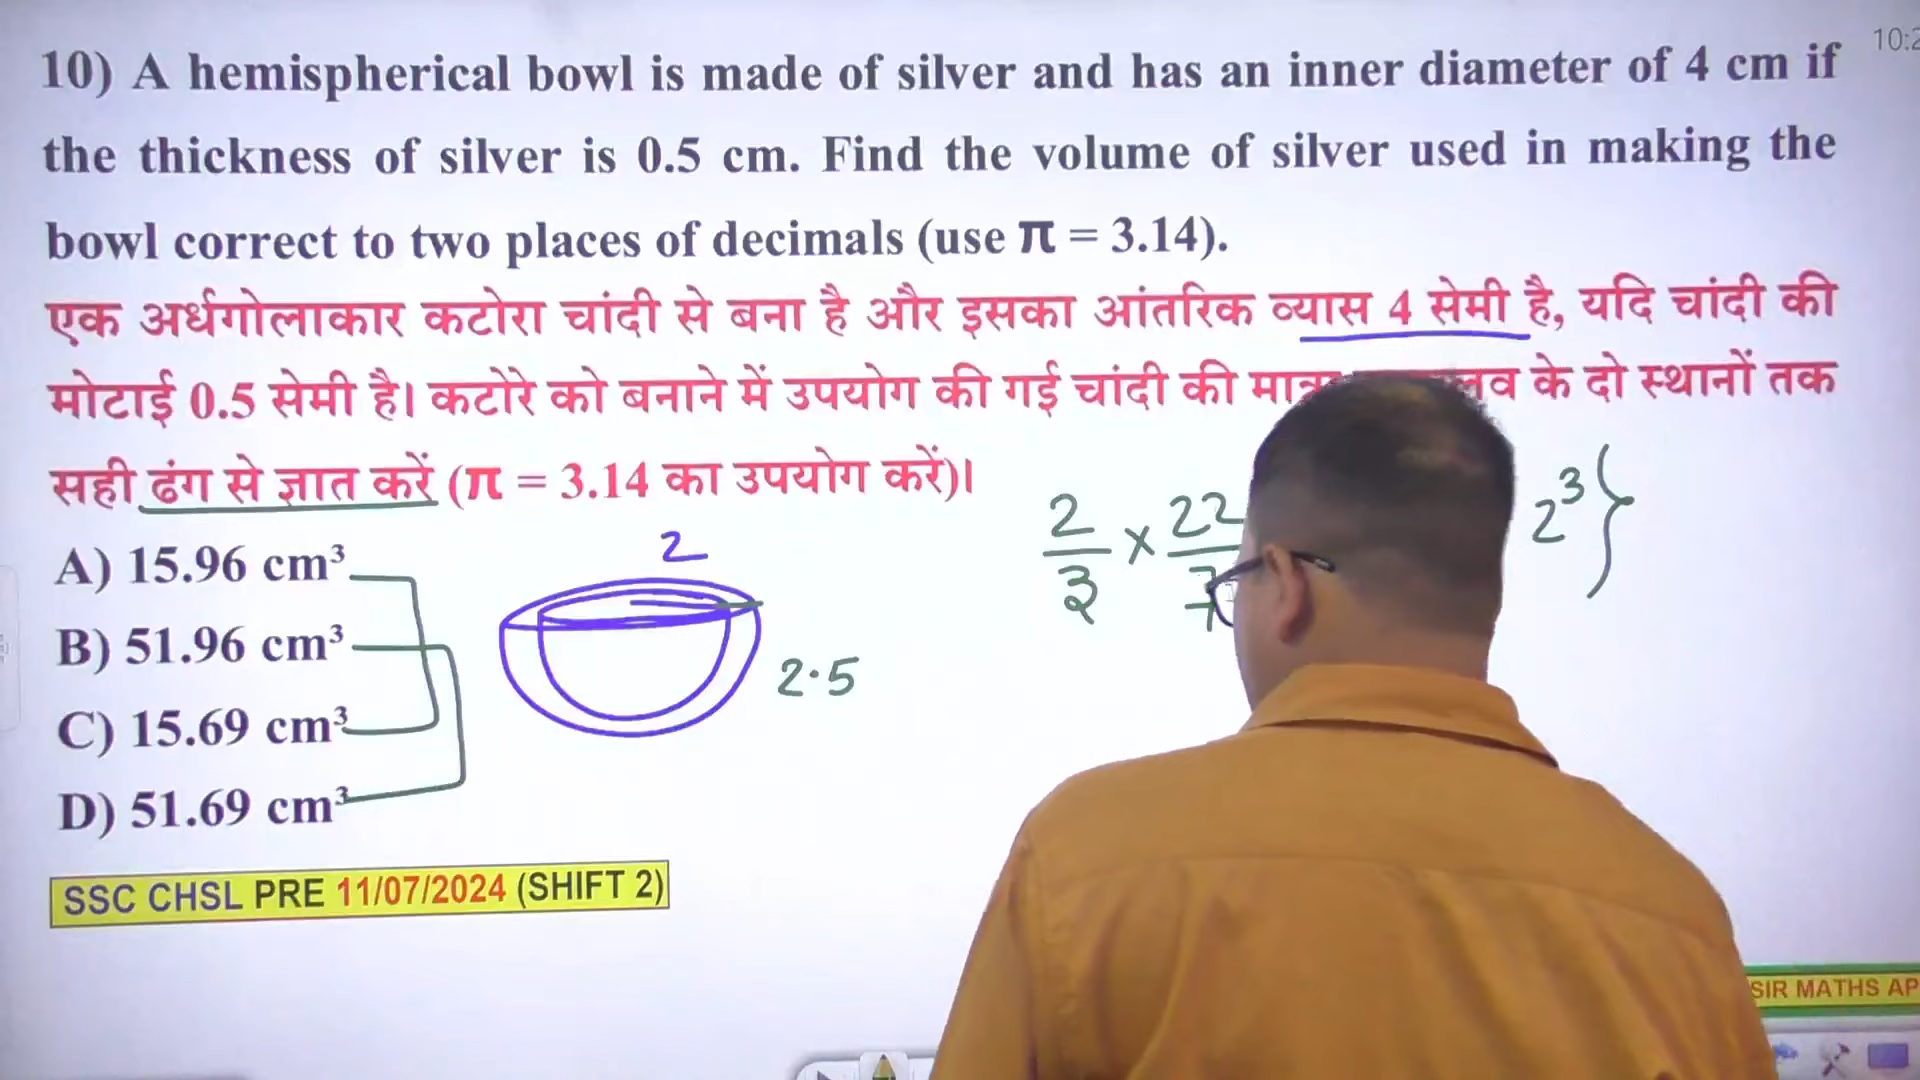 10) A hemispherical bowl is made of silver and has an inner diameter of 4 cm if
the thickness of silver is 0.5 cm. Find the volume of silver used in making the
bowl correct to two places of decimals (use π = 3.14).
एक अर्धगोलाकार कटोरा चांदी से बना है और इसका आंतरिक व्यास 4 सेमी है, यदि चांदी की
मोटाई 0.5 सेमी है। कटोरे को बनाने में उपयोग की गई चांदी की के दो स्थानों तक
सही ढंग से ज्ञात करें (π = 3.14 का उपयोग करें)।
A) 15.96 cm³
B) 51.96 cm³
C) 15.69 cm³
D) 51.69 cm³
2
2.5
2/3 × 22/7
2³}
SSC CHSL PRE 11/07/2024 (SHIFT 2)
SIR MATHS AP